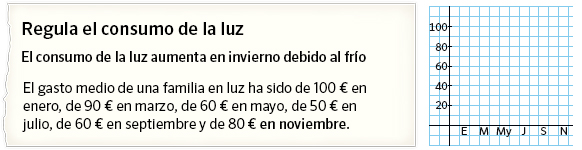 Regula el consumo de la luz
El consumo de la luz aumenta en invierno debido al frío
El gasto medio de una familia en luz ha sido de 100 € en
enero, de 90 € en marzo, de 60 € en mayo, de 50 € en
julio, de 60 € en septiembre y de 80 € en noviembre.
100
80
60
40
20
E M My J S N